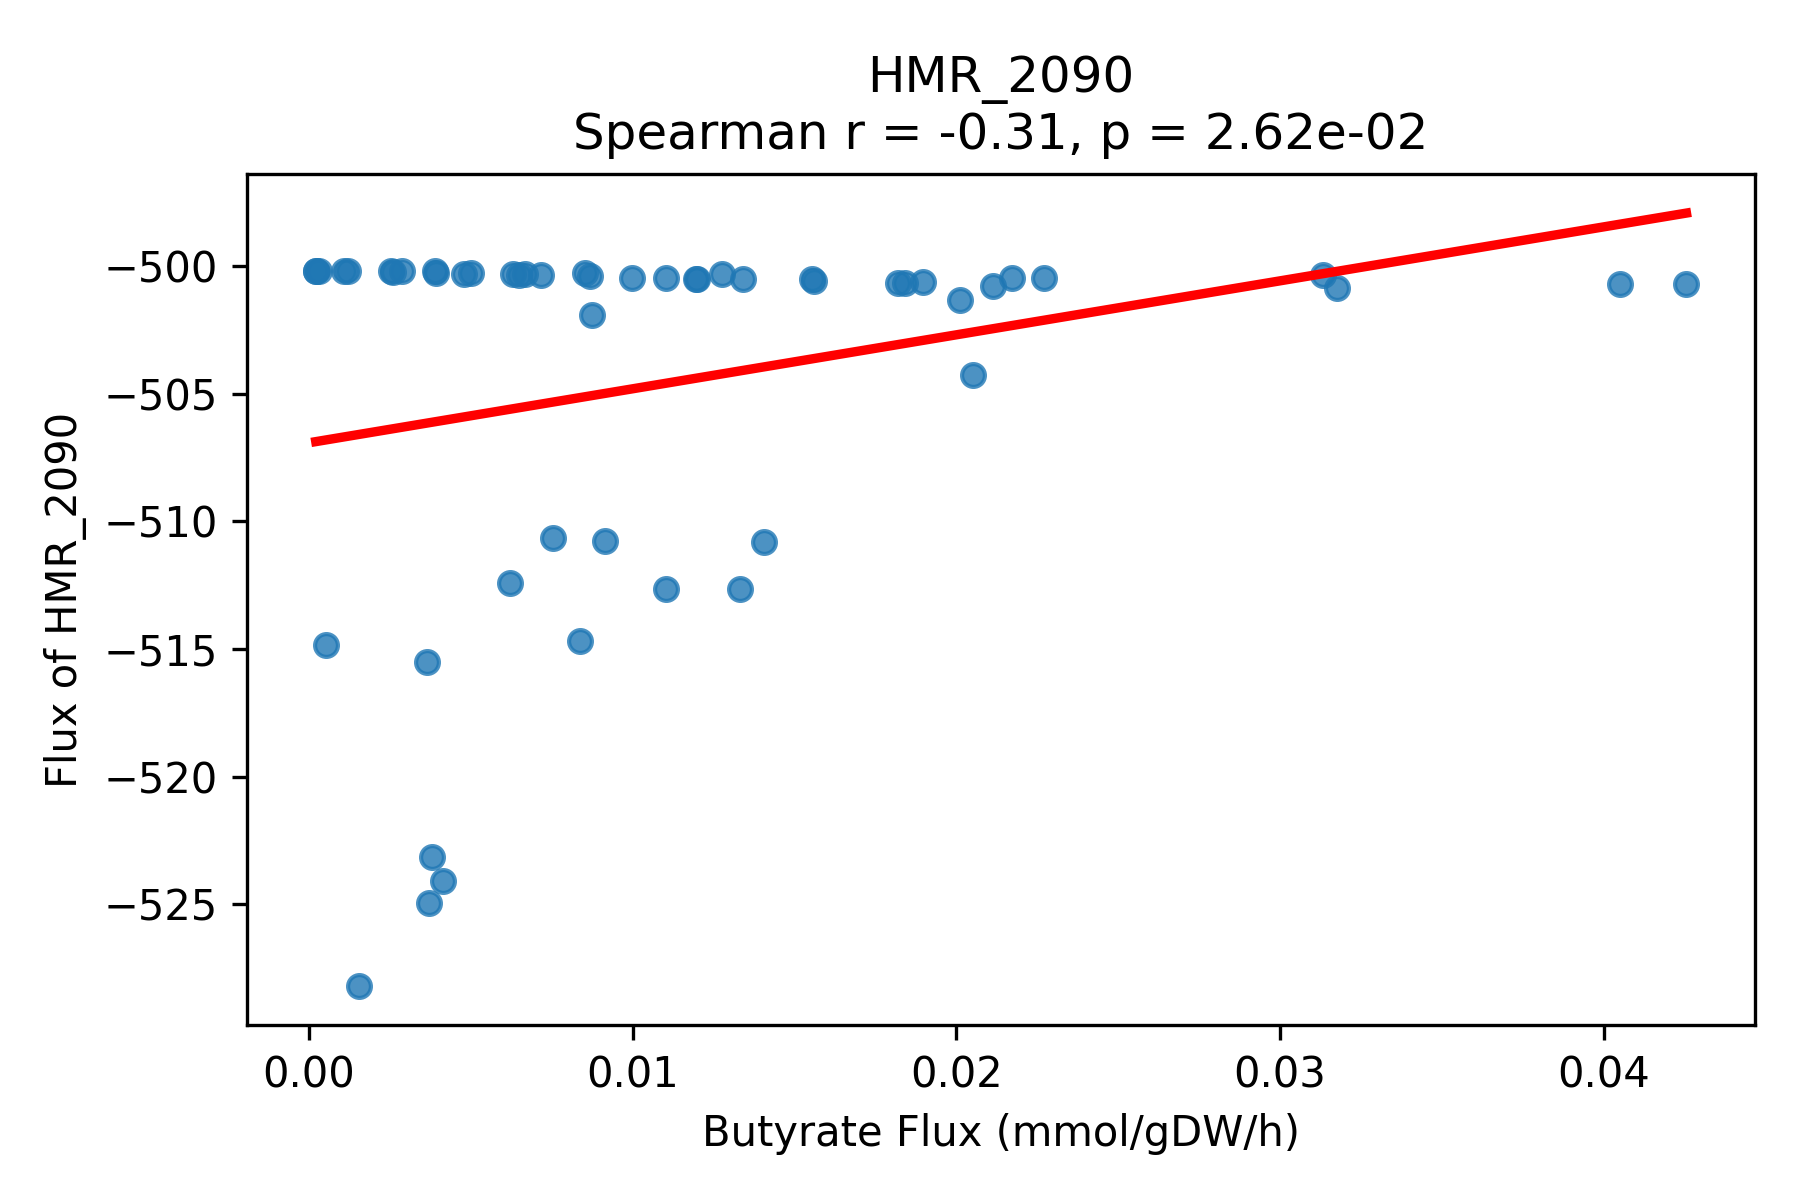 HMR_2090
Spearman r = -0.31, p = 2.62e-02
Flux of HMR_2090
−500
−505
−510
−515
−520
−525
0.00 0.01 0.02 0.03 0.04
Butyrate Flux (mmol/gDW/h)